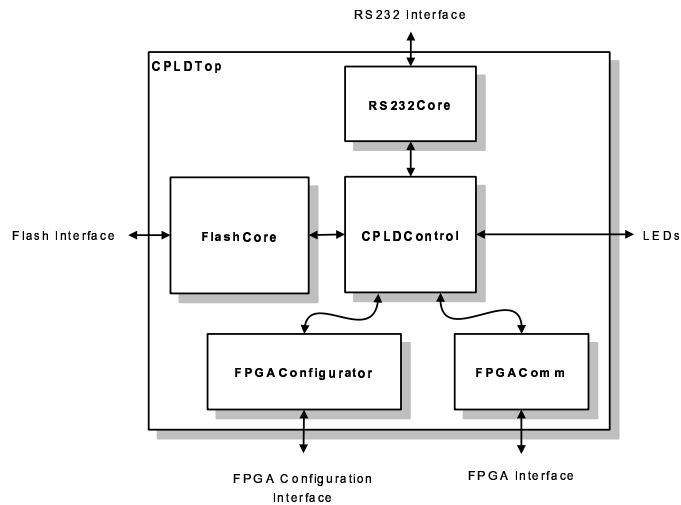 RS232 Interface
CPLDTop
RS232Core
Flash Interface
FlashCore
CPLDControl
LEDs
FPGAConfigurator
FPGAComm
FPGA Configuration
Interface
FPGA Interface